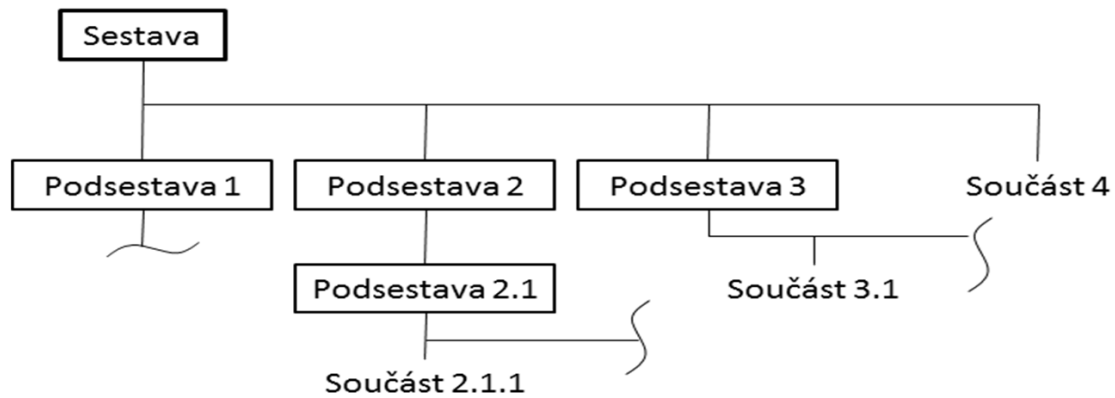 Sestava
Podsestava 1
Podsestava 2
Podsestava 3
Součást 4
Podsestava 2.1
Součást 3.1
Součást 2.1.1